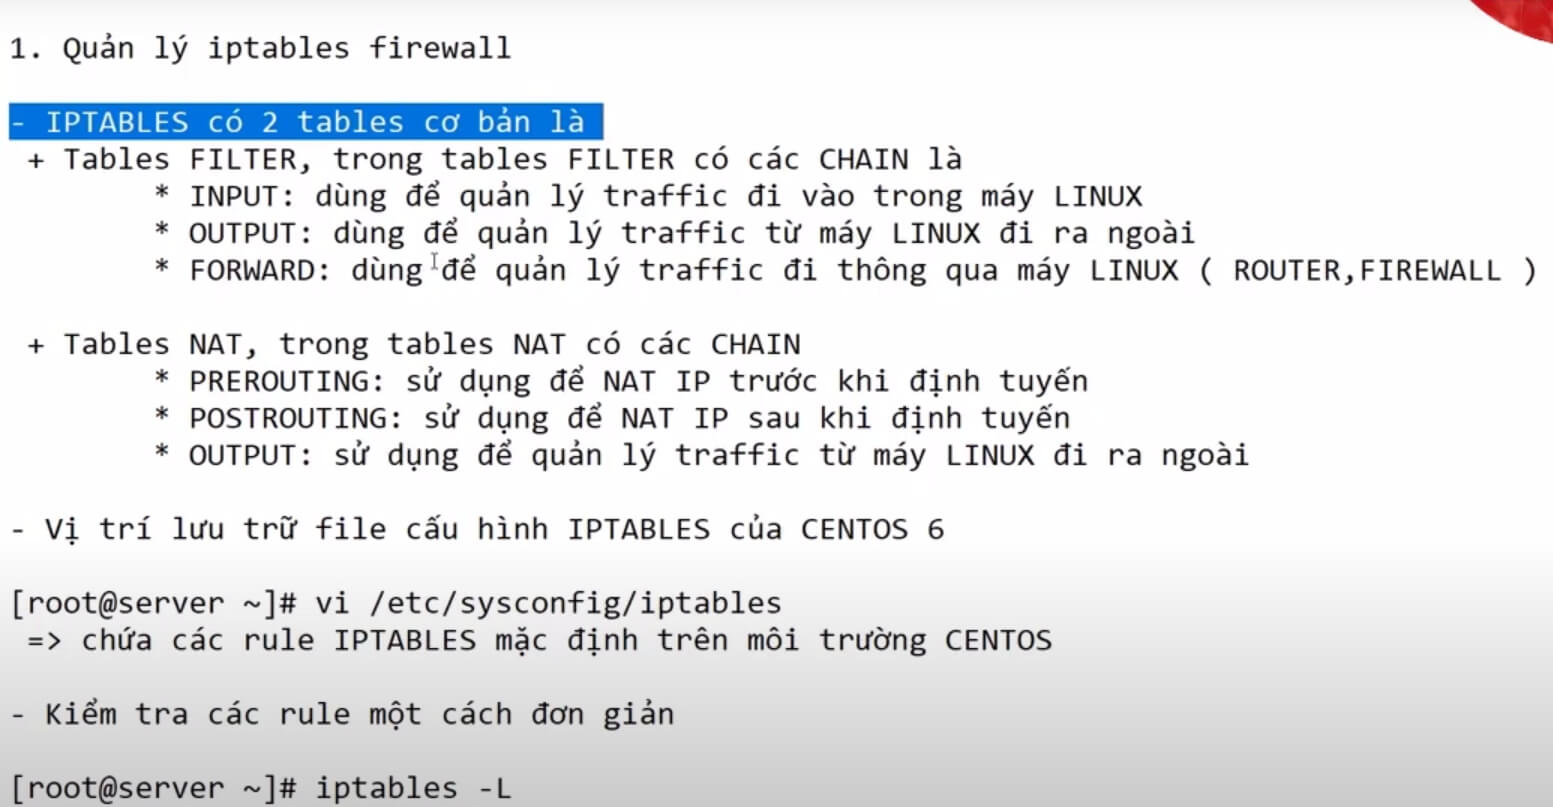 1. Quản lý iptables firewall
- IPTABLES có 2 tables cơ bản là
+ Tables FILTER, trong tables FILTER có các CHAIN là
* INPUT: dùng để quản lý traffic đi vào trong máy LINUX
* OUTPUT: dùng để quản lý traffic từ máy LINUX đi ra ngoài
* FORWARD: dùng để quản lý traffic đi thông qua máy LINUX ( ROUTER,FIREWALL )
+ Tables NAT, trong tables NAT có các CHAIN
* PREROUTING: sử dụng để NAT IP trước khi định tuyến
* POSTROUTING: sử dụng để NAT IP sau khi định tuyến
* OUTPUT: sử dụng để quản lý traffic từ máy LINUX đi ra ngoài
- Vị trí lưu trữ file cấu hình IPTABLES của CENTOS 6
[root@server ~]# vi /etc/sysconfig/iptables
=> chứa các rule IPTABLES mặc định trên môi trường CENTOS
- Kiểm tra các rule một cách đơn giản
[root@server ~]# iptables -L